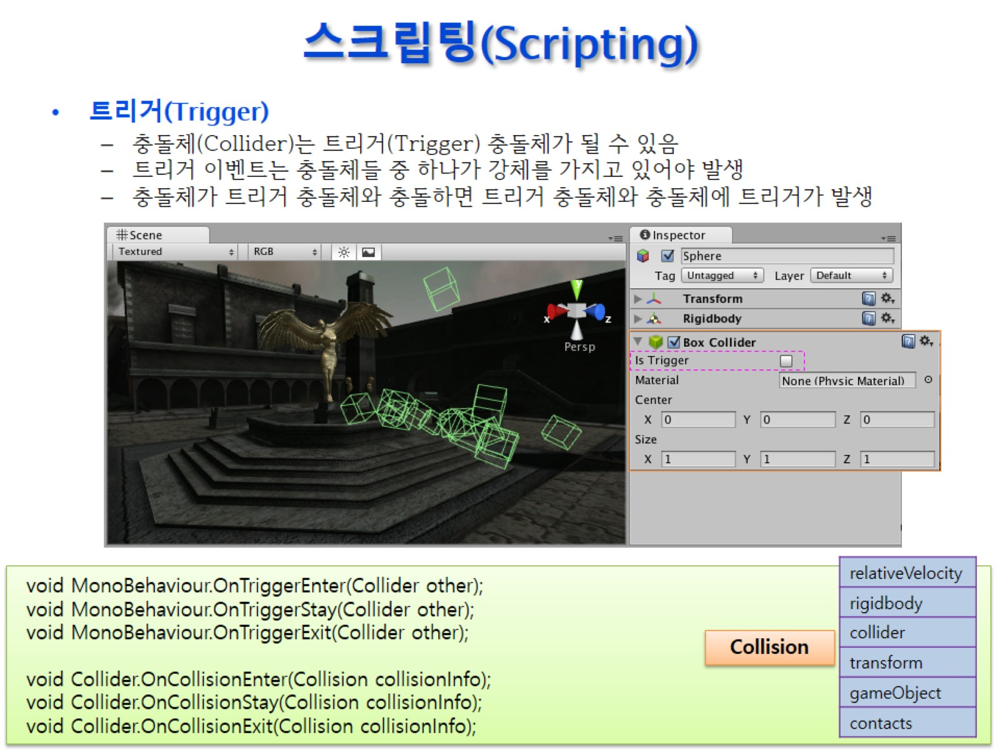 스크립팅(Scripting)
• 트리거(Trigger)
– 충돌체(Collider)는 트리거(Trigger) 충돌체가 될 수 있음
– 트리거 이벤트는 충돌체들 중 하나가 강체를 가지고 있어야 발생
– 충돌체가 트리거 충돌체와 충돌하면 트리거 충돌체와 충돌체에 트리거가 발생
Scene
Textured RGB
y
x z
Persp
Inspector
Sphere
Tag Untagged Layer Default
Transform
Rigidbody
Box Collider
Is Trigger
Material None (Physic Material)
Center
X 0 Y 0 Z 0
Size
X 1 Y 1 Z 1
void MonoBehaviour.OnTriggerEnter(Collider other);
void MonoBehaviour.OnTriggerStay(Collider other);
void MonoBehaviour.OnTriggerExit(Collider other);
void Collider.OnCollisionEnter(Collision collisionInfo);
void Collider.OnCollisionStay(Collision collisionInfo);
void Collider.OnCollisionExit(Collision collisionInfo);
Collision
relativeVelocity
rigidbody
collider
transform
gameObject
contacts